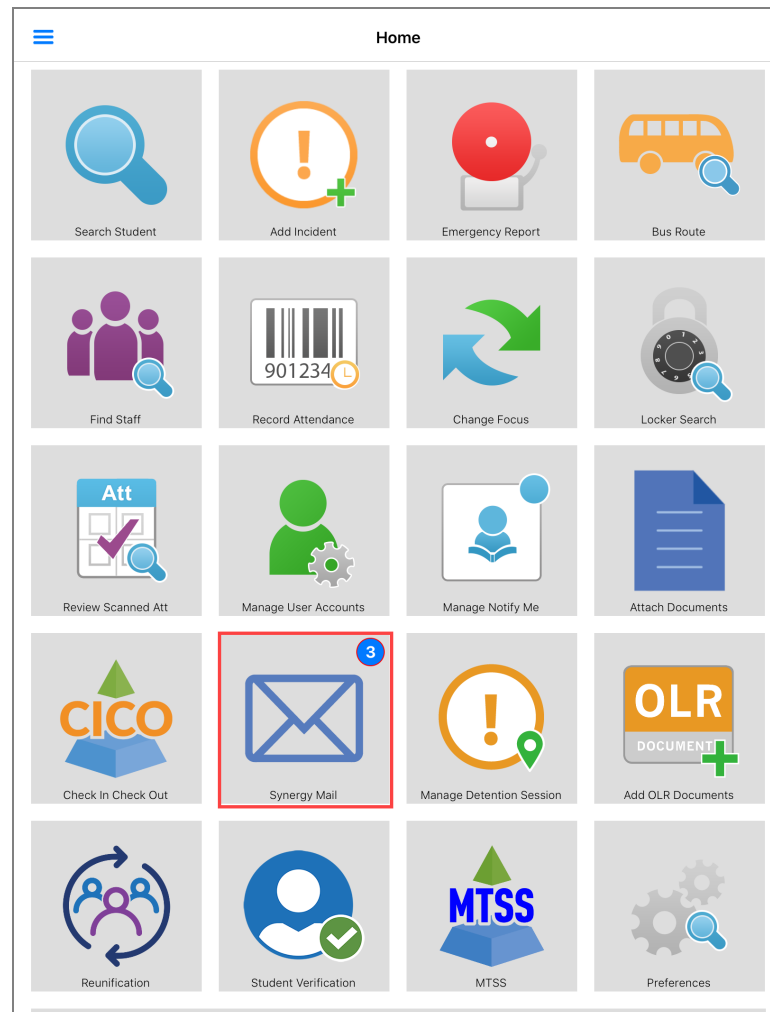 Home
Search Student
Add Incident
Emergency Report
Bus Route
901234
Find Staff
Record Attendance
Change Focus
Locker Search
Att
Review Scanned Att
Manage User Accounts
Manage Notify Me
Attach Documents
CICO
3
OLR
DOCUMENT
Check In Check Out
Synergy Mail
Manage Detention Session
Add OLR Documents
MTSS
Reunification
Student Verification
MTSS
Preferences